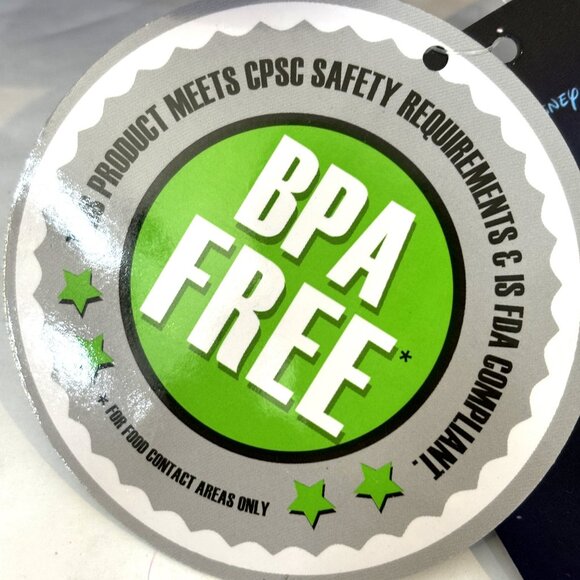 PRODUCT MEETS CPSC SAFETY REQUIREMENTS & IS FDA COMPLIANT.
BPA
FREE*
* FOR FOOD CONTACT AREAS ONLY